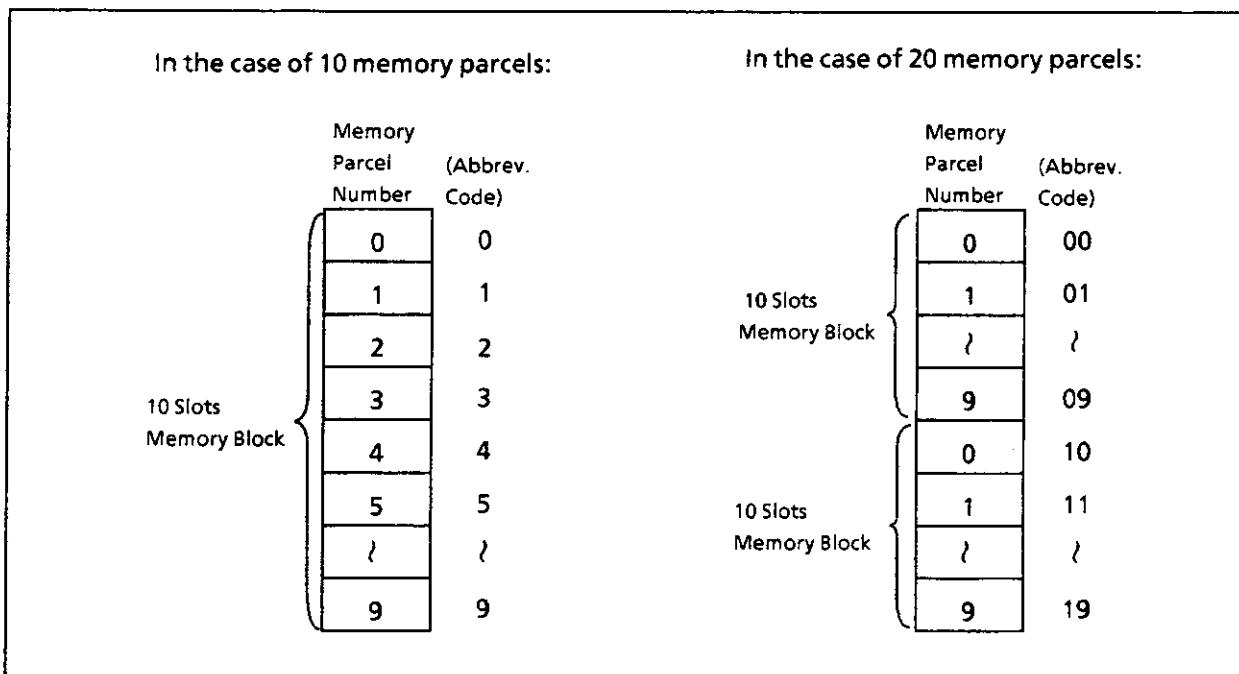 In the case of 10 memory parcels:
Memory
Parcel
Number
(Abbrev.
Code)
0 0
1 1
2 2
3 3
4 4
5 5
≀ ≀
9 9
10 Slots
Memory Block
In the case of 20 memory parcels:
Memory
Parcel
Number
(Abbrev.
Code)
0 00
1 01
≀ ≀
9 09
0 10
1 11
≀ ≀
9 19
10 Slots
Memory Block
10 Slots
Memory Block